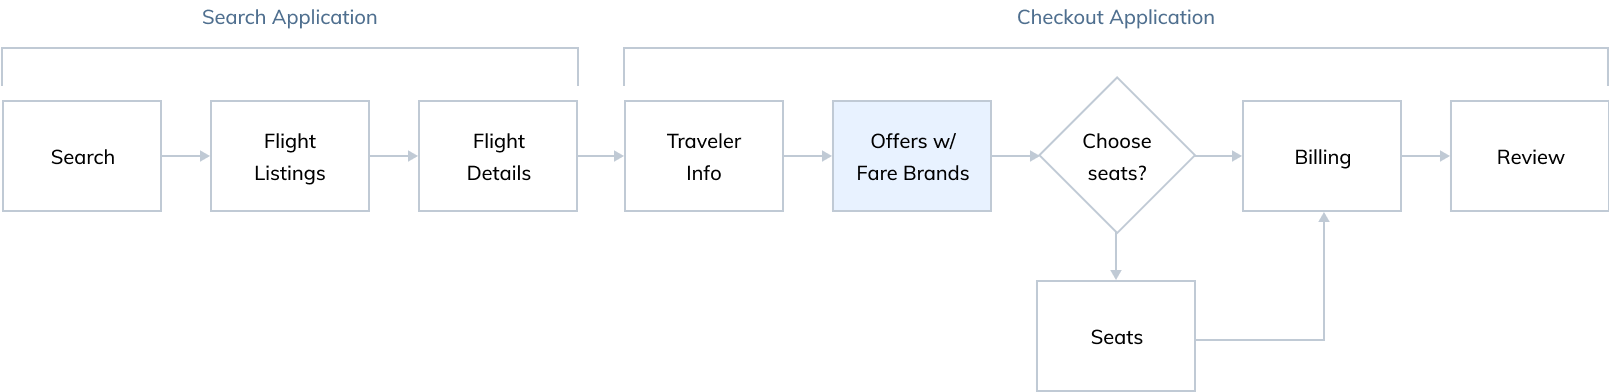 Search Application
Checkout Application
Search
Flight
Listings
Flight
Details
Traveler
Info
Offers w/
Fare Brands
Choose
seats?
Billing
Review
Seats